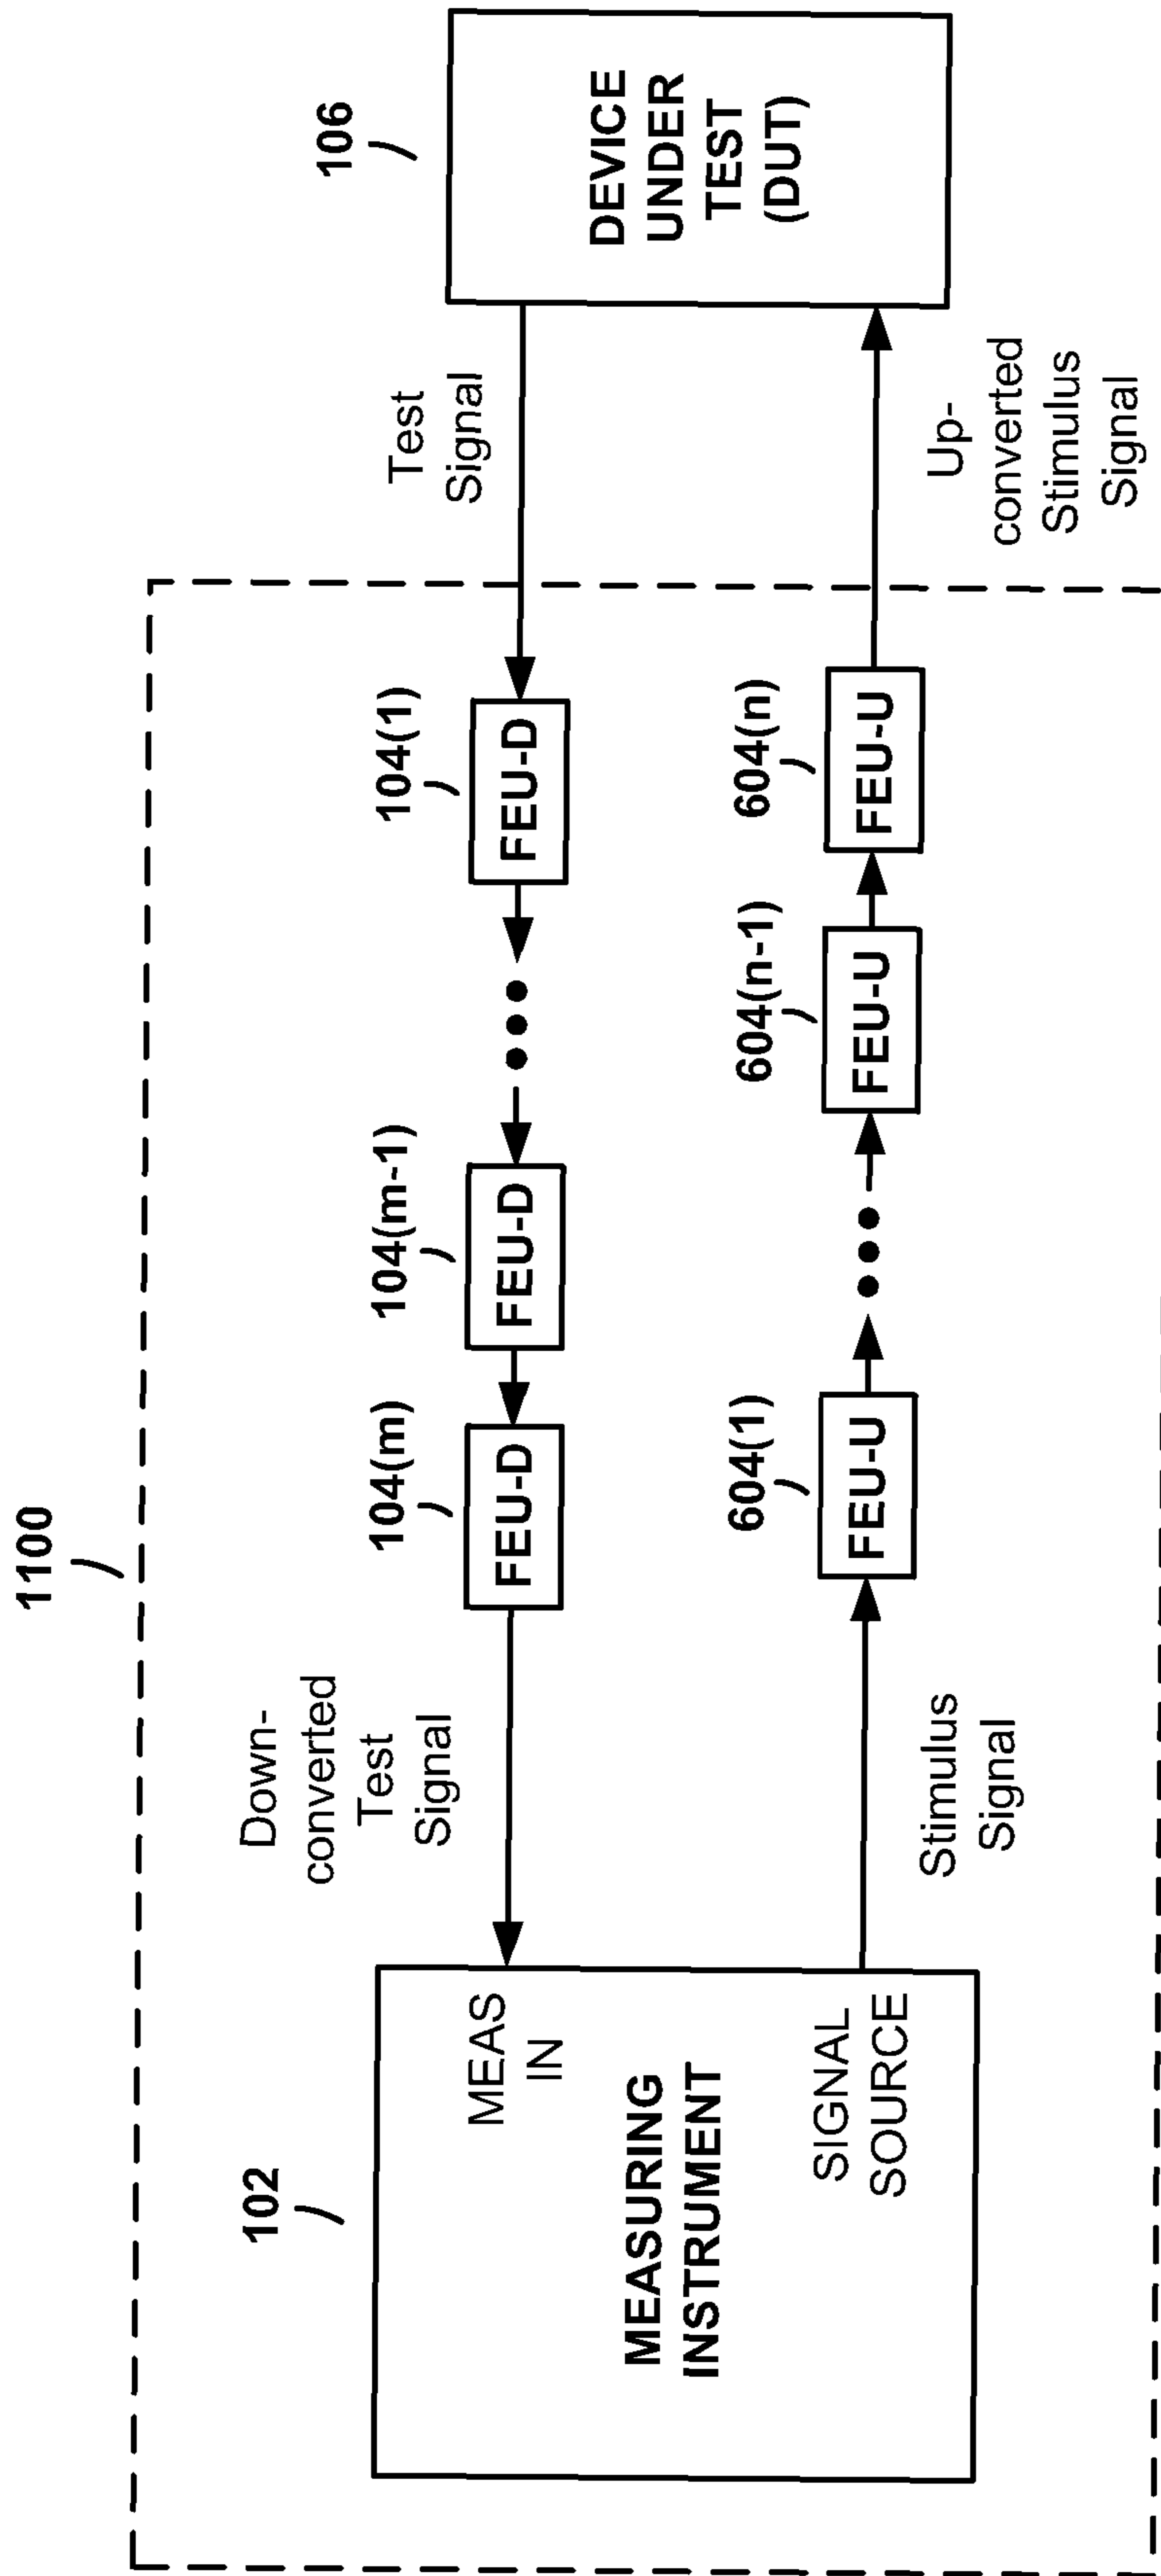 1100
102
MEASURING
INSTRUMENT
MEAS
IN
SIGNAL
SOURCE
Down-
converted
Test
Signal
104(m)
FEU-D
104(m-1)
FEU-D
104(1)
FEU-D
Test
Signal
106
DEVICE
UNDER
TEST
(DUT)
Stimulus
Signal
604(1)
FEU-U
604(n-1)
FEU-U
604(n)
FEU-U
Up-
converted
Stimulus
Signal